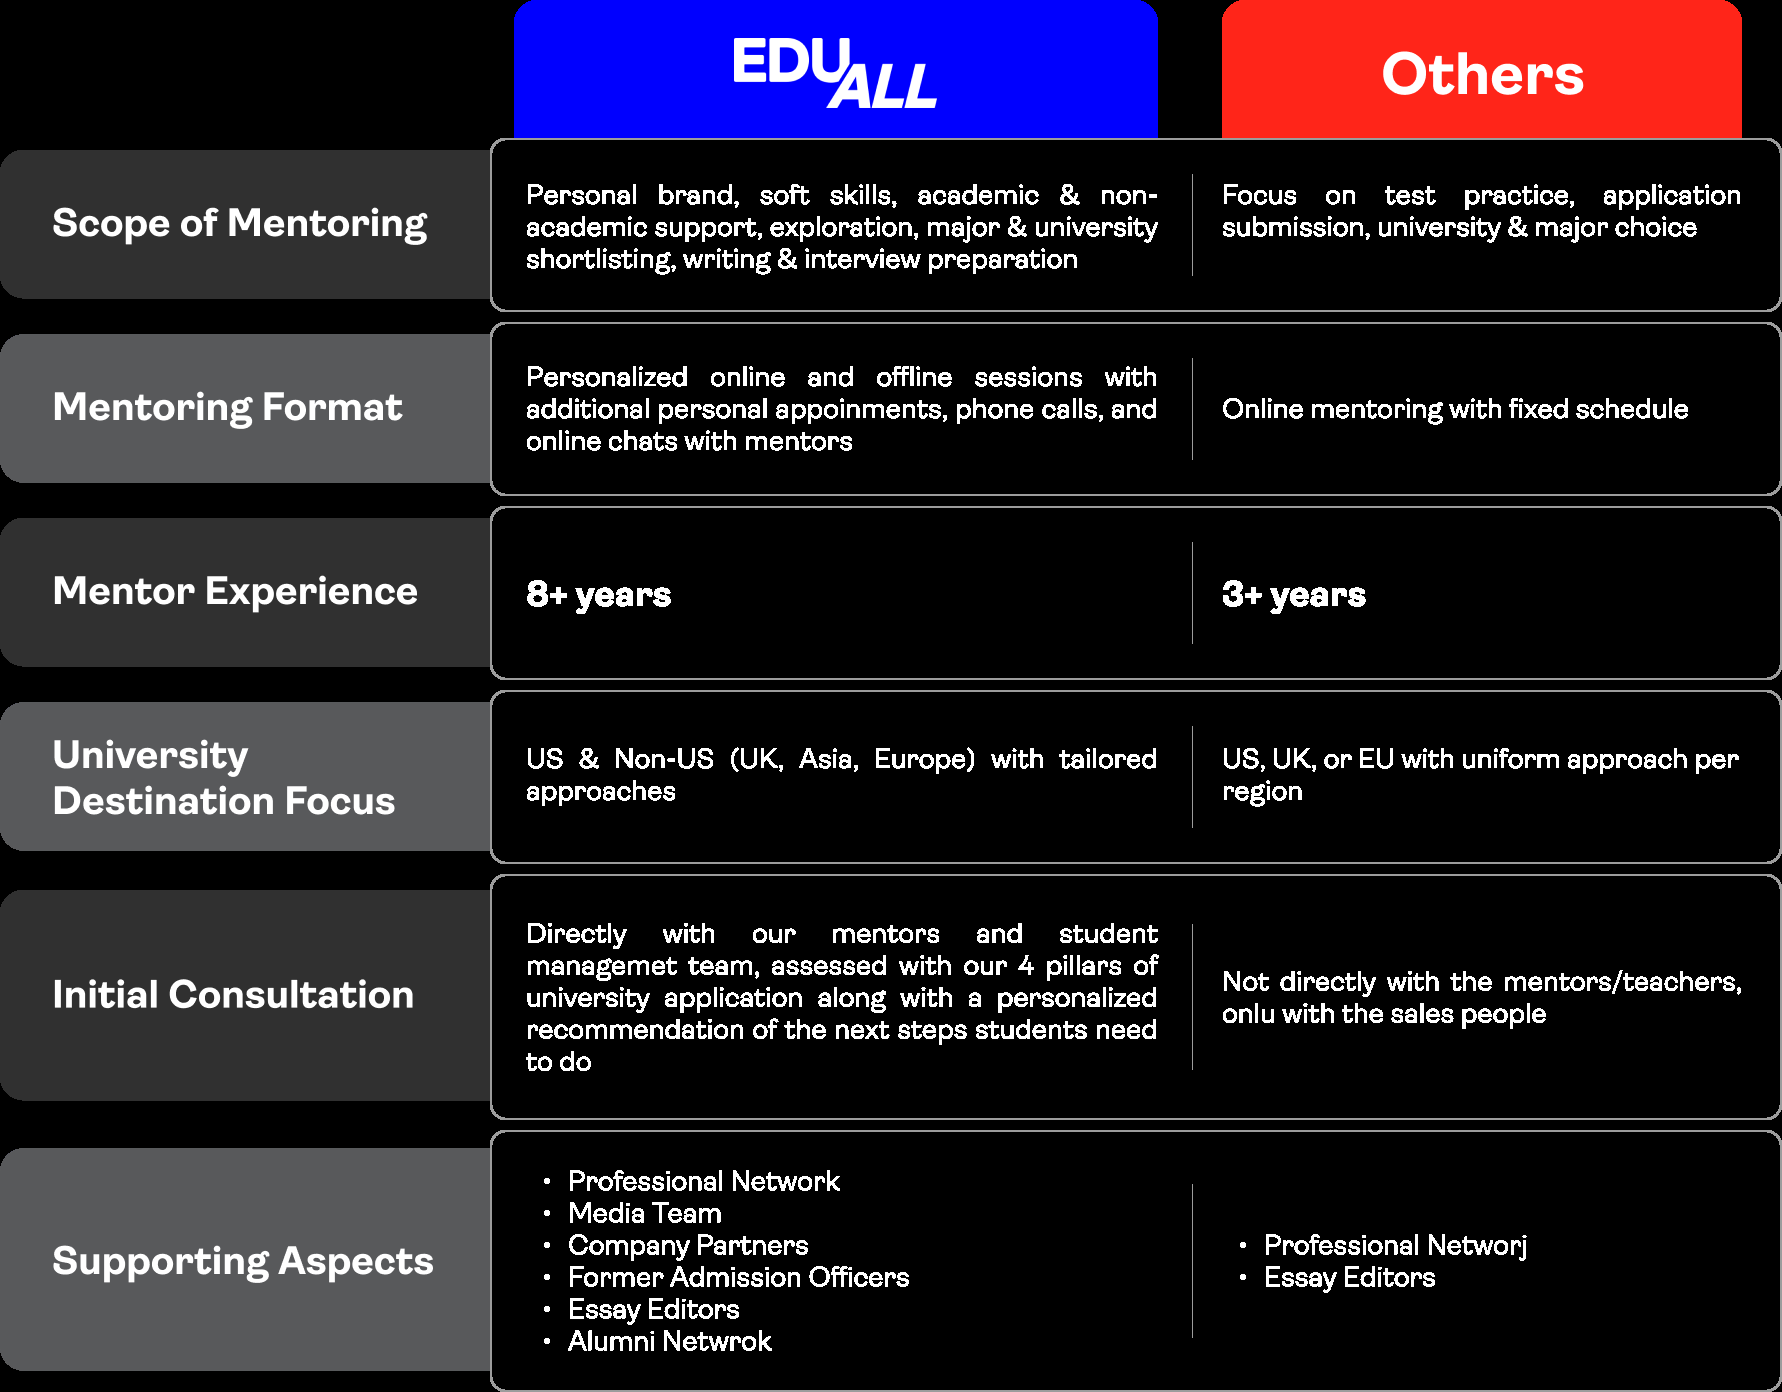 EDUALL
Others
Scope of Mentoring
Personal brand, soft skills, academic & non-
academic support, exploration, major & university
shortlisting, writing & interview preparation
Focus on test practice, application
submission, university & major choice
Mentoring Format
Personalized online and offline sessions with
additional personal appoinments, phone calls, and
online chats with mentors
Online mentoring with fixed schedule
Mentor Experience
8+ years
3+ years
University
Destination Focus
US & Non-US (UK, Asia, Europe) with tailored
approaches
US, UK, or EU with uniform approach per
region
Initial Consultation
Directly with our mentors and student
managemet team, assessed with our 4 pillars of
university application along with a personalized
recommendation of the next steps students need
to do
Not directly with the mentors/teachers,
onlu with the sales people
Supporting Aspects
• Professional Network
• Media Team
• Company Partners
• Former Admission Officers
• Essay Editors
• Alumni Netwrok
• Professional Networj
• Essay Editors